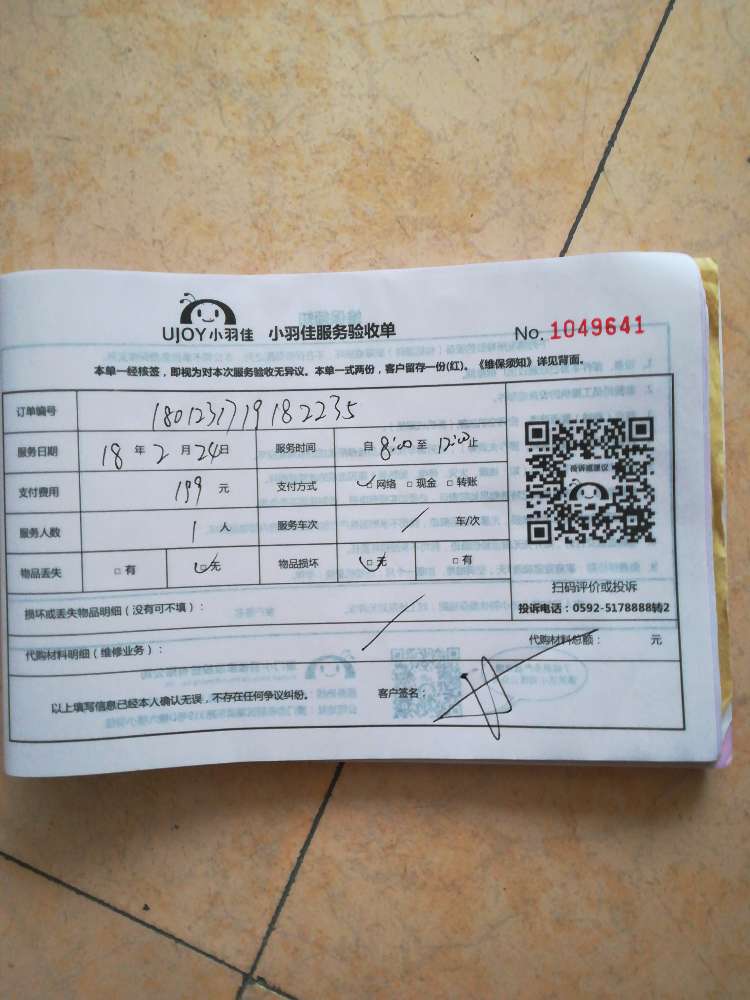 UJOY小羽佳 小羽佳服务验收单 No. 1049641
本单一经核签，即视为对本次服务验收无异议。本单一式两份，客户留存一份(红)。《维保须知》详见背面。
订单编号 1801231719182235
服务日期 18 年 2 月 24 日 服务时间 自 8:00 至 12:00 止
支付费用 199 元 支付方式 □网络 □现金 □转账
服务人数 1 人 服务车次 / 车/次
物品丢失 □有 □无 物品损坏 □无 □有
投诉或建议
扫码评价或投诉
投诉电话：0592-5178888转2
损坏或丢失物品明细（没有可不填）：
代购材料明细（维修业务）： 代购材料总额： 元
以上填写信息已经本人确认无误，不存在任何争议纠纷。 客户签名：